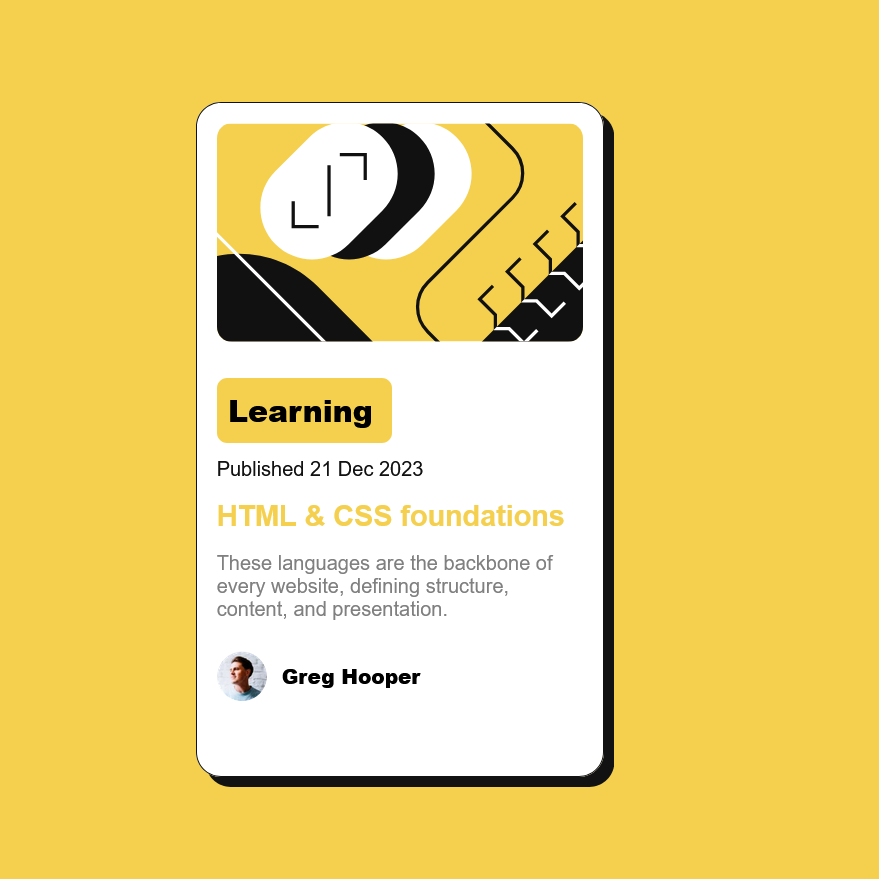 Learning
Published 21 Dec 2023
HTML & CSS foundations
These languages are the backbone of
every website, defining structure,
content, and presentation.
Greg Hooper